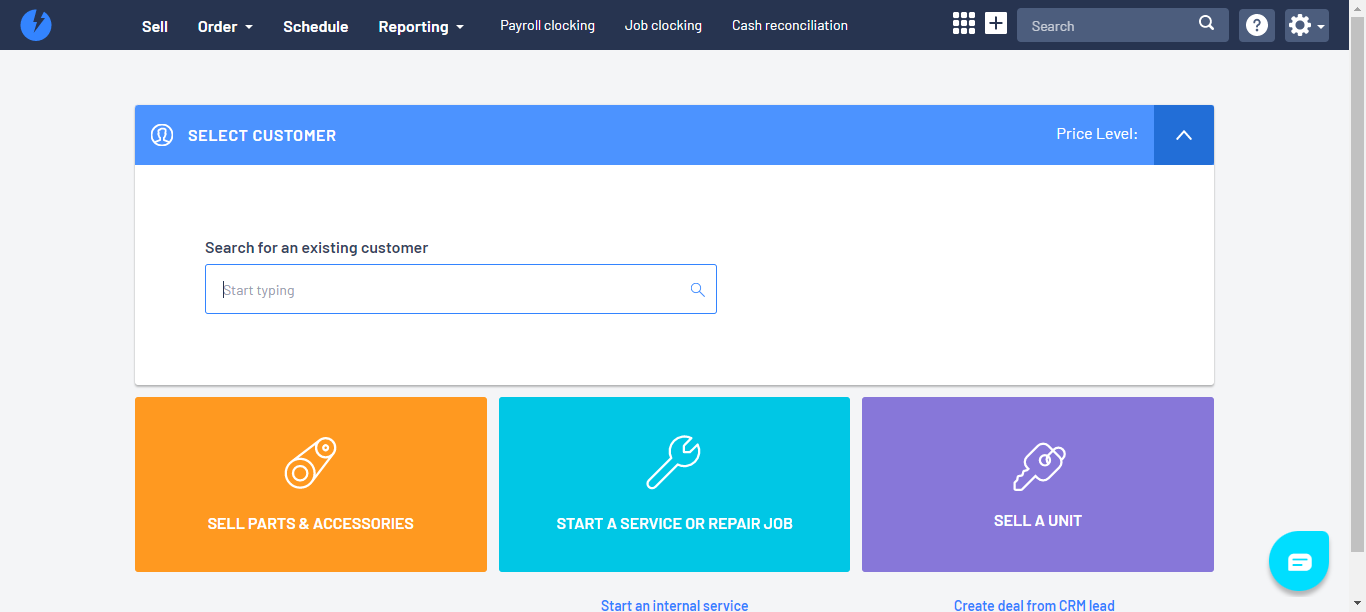 Sell Order Schedule Reporting Payroll clocking Job clocking Cash reconciliation Search
SELECT CUSTOMER Price Level:
Search for an existing customer
Start typing
SELL PARTS & ACCESSORIES START A SERVICE OR REPAIR JOB SELL A UNIT
Start an internal service Create deal from CRM lead